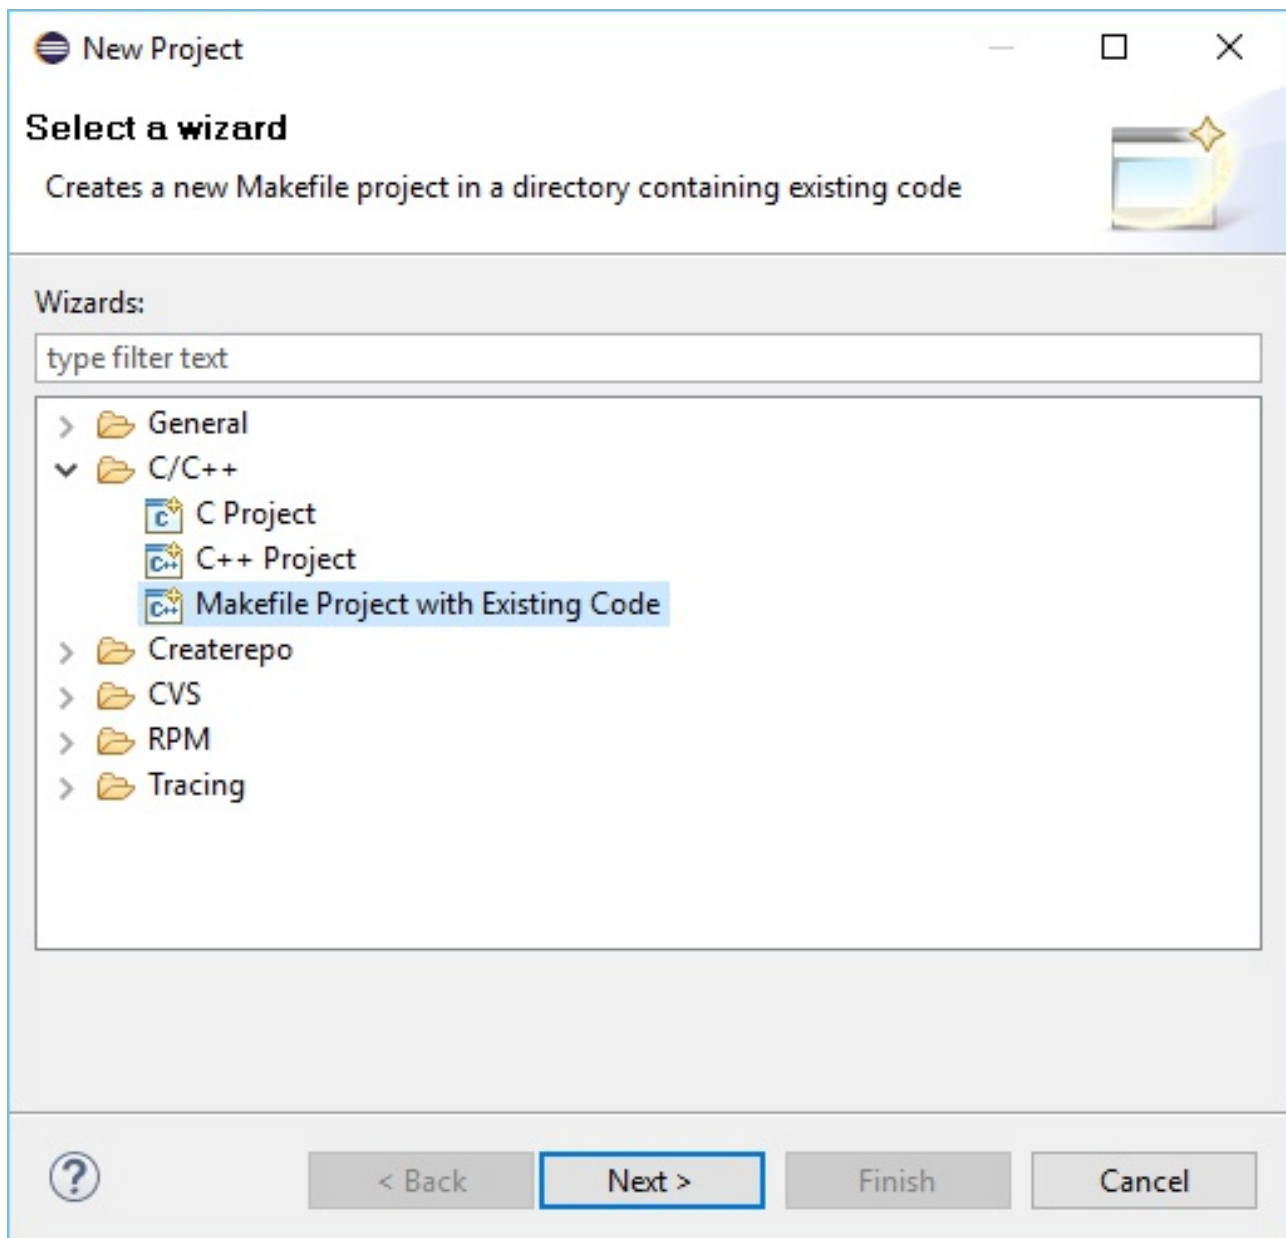 New Project
Select a wizard
Creates a new Makefile project in a directory containing existing code
Wizards:
type filter text
General
C/C++
C Project
C++ Project
Makefile Project with Existing Code
Createrepo
CVS
RPM
Tracing
? < Back Next > Finish Cancel